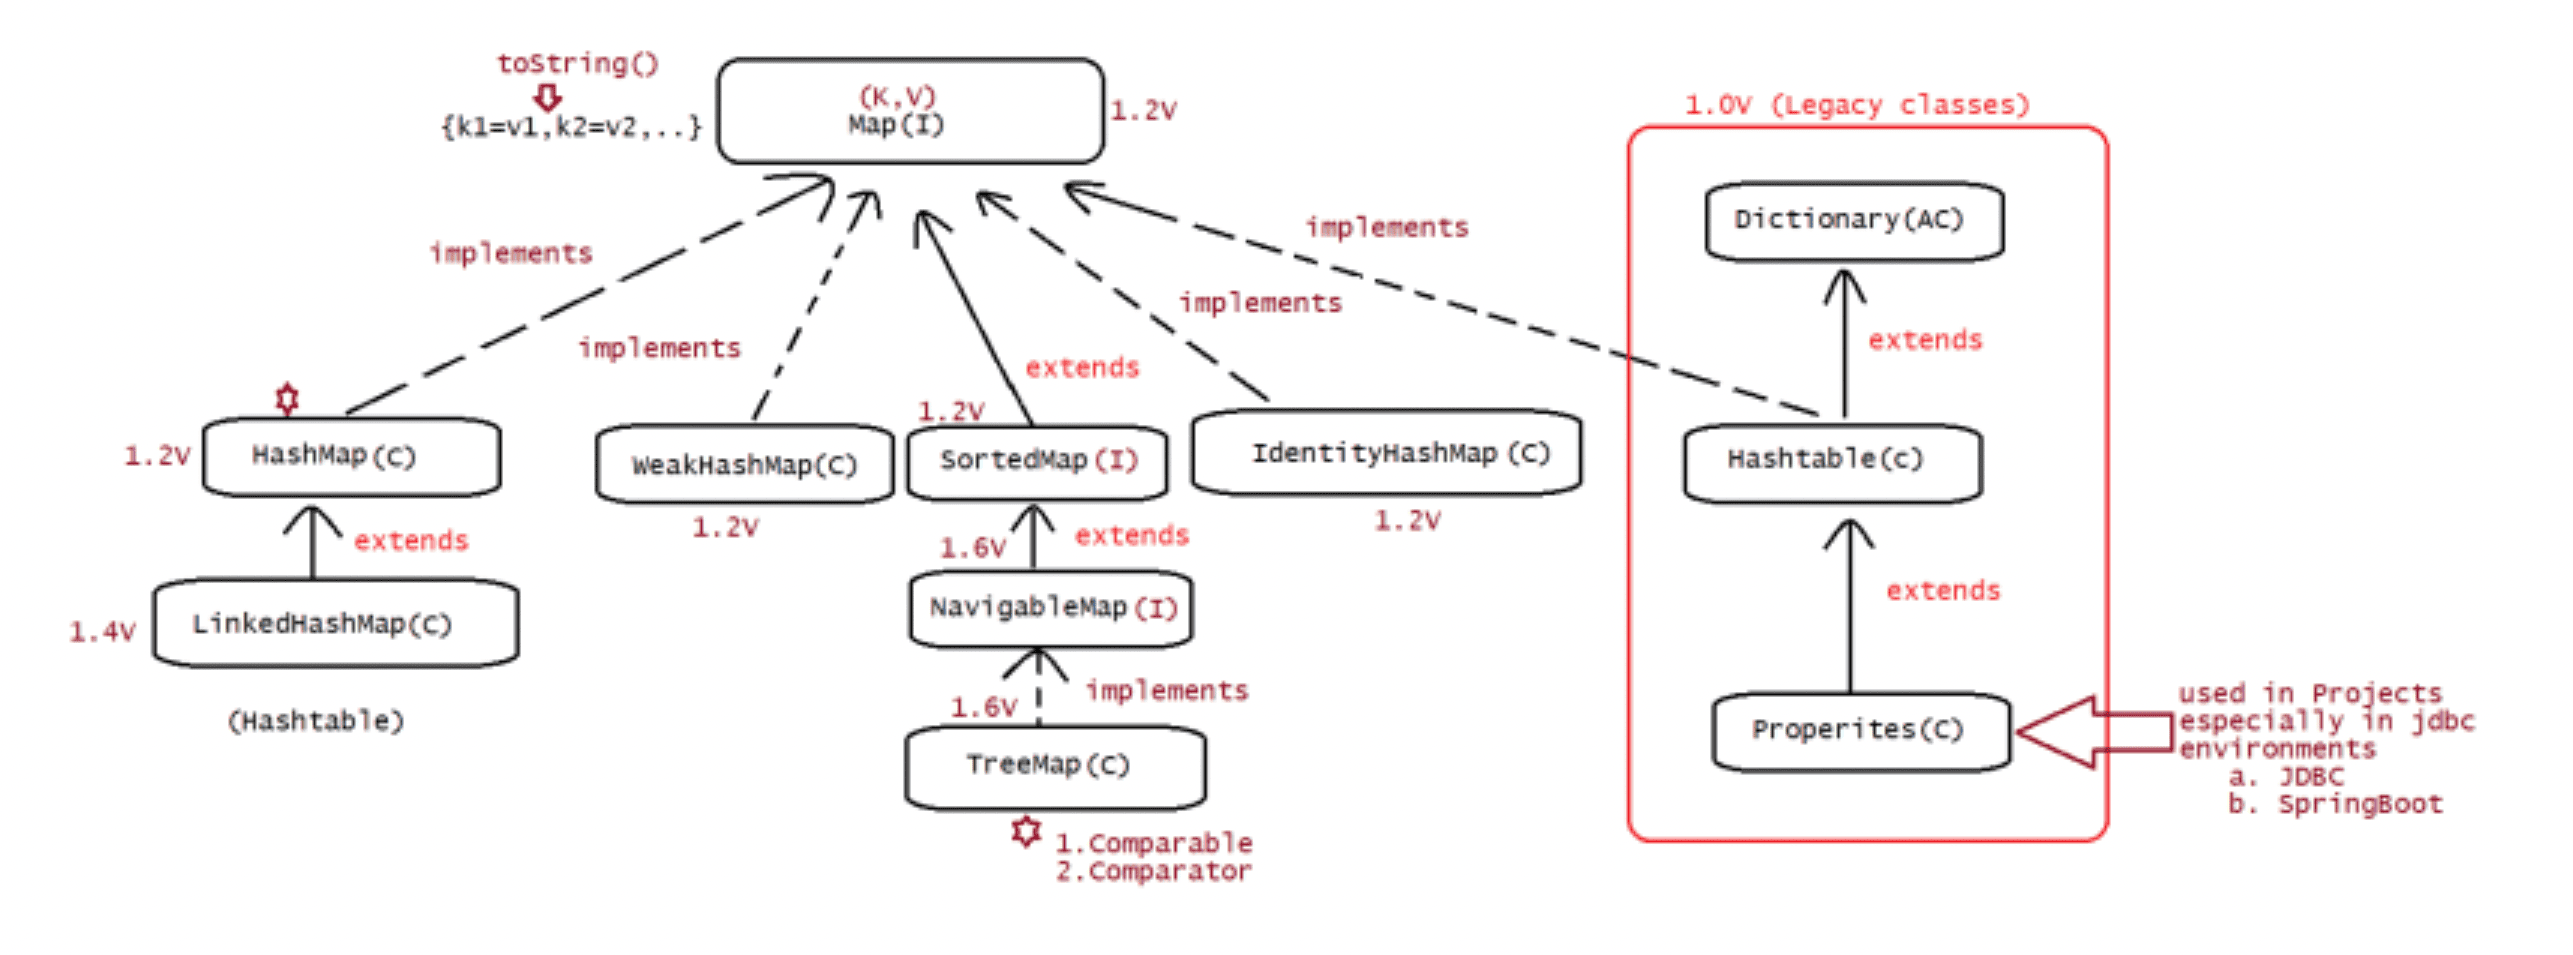 toString()
{k1=v1,k2=v2,..}
(K,V)
Map(I)
1.2V
1.0V (Legacy classes)
Dictionary(AC)
implements
implements
implements
implements
extends
extends
1.2V
HashMap(C)
WeakHashMap(C)
1.2V
1.2V
SortedMap(I)
IdentityHashMap(C)
1.2V
Hashtable(c)
extends
1.6V
extends
extends
1.4V
LinkedHashMap(C)
NavigableMap(I)
(Hashtable)
1.6V
implements
TreeMap(C)
Properites(C)
used in Projects
especially in jdbc
environments
a. JDBC
b. SpringBoot
1.Comparable
2.Comparator